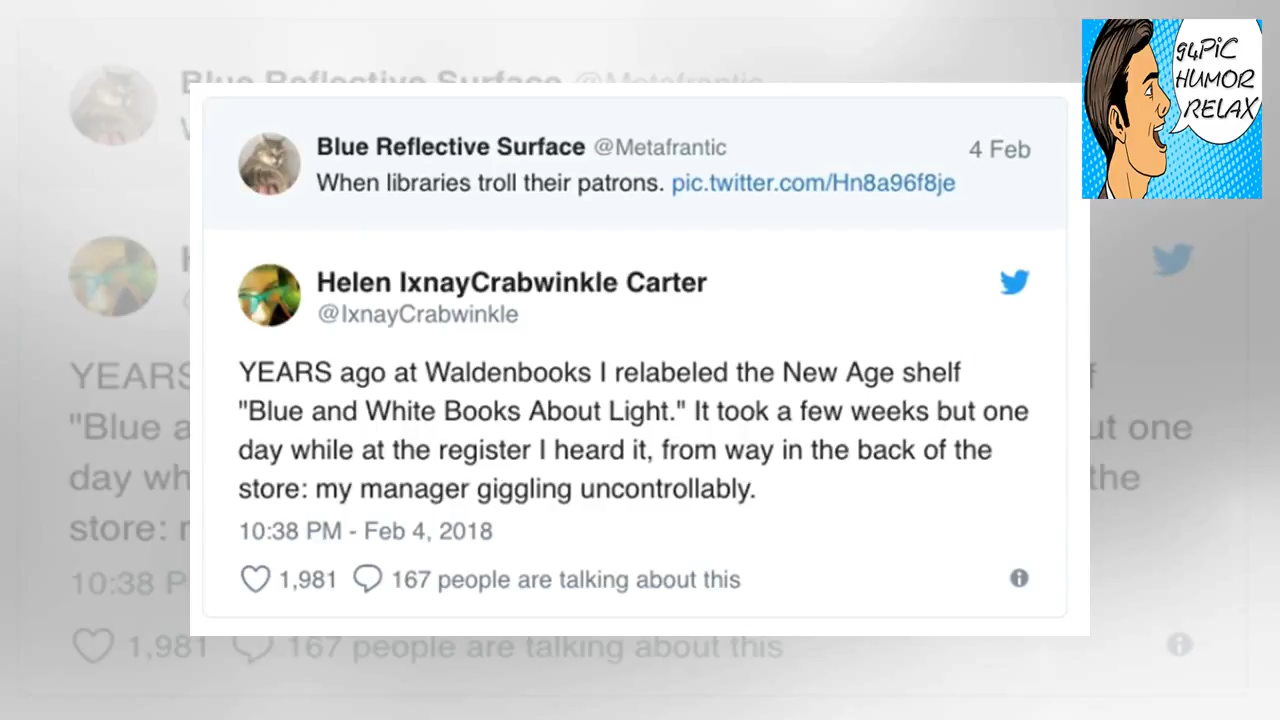 Blue Reflective Surface @Metafrantic
4 Feb
When libraries troll their patrons. pic.twitter.com/Hn8a96f8je
Helen IxnayCrabwinkle Carter
@IxnayCrabwinkle
YEARS ago at Waldenbooks I relabeled the New Age shelf
"Blue and White Books About Light." It took a few weeks but one
day while at the register I heard it, from way in the back of the
store: my manager giggling uncontrollably.
10:38 PM - Feb 4, 2018
1,981 167 people are talking about this
94PiC
HUMOR
RELAX